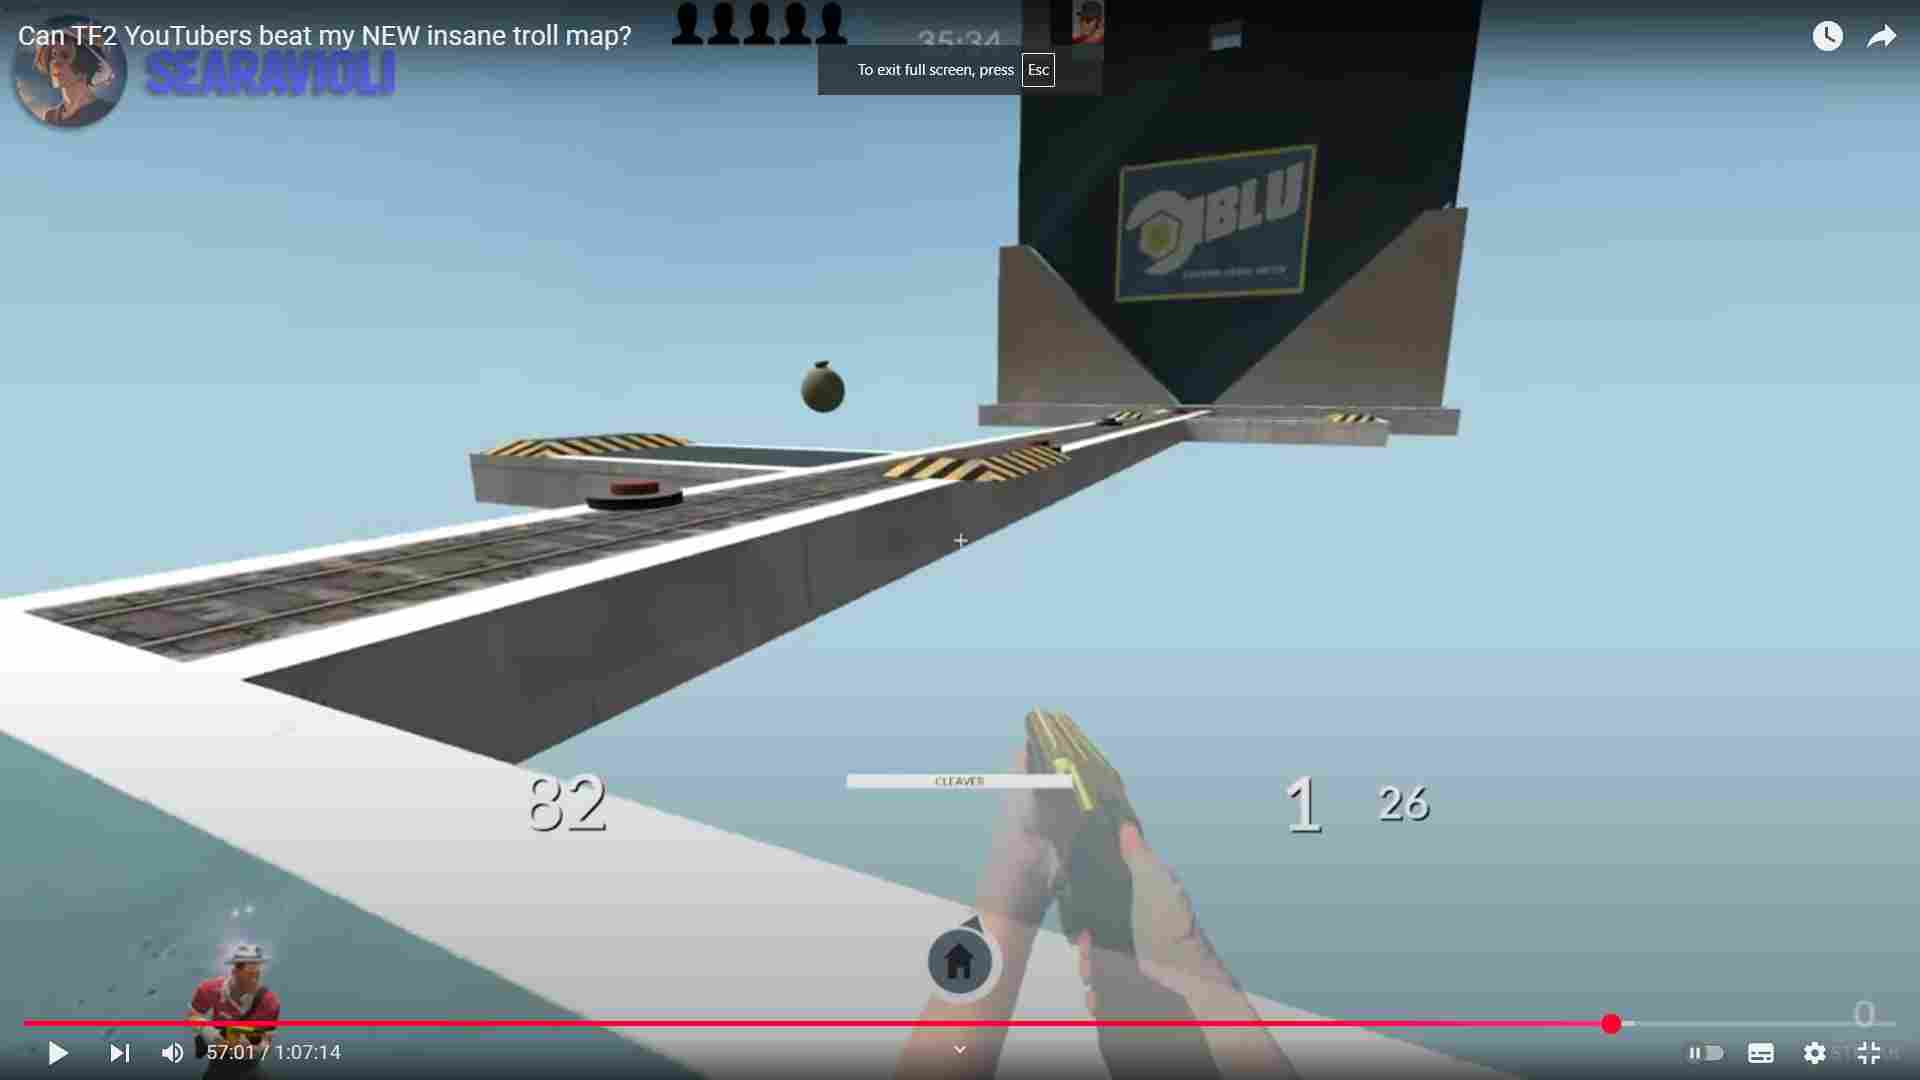 Can TF2 YouTubers beat my NEW insane troll map?
35:34
SEARAVIOLI
To exit full screen, press Esc
BLU
82
CLEAVER
1 26
0
57:01 / 1:07:14